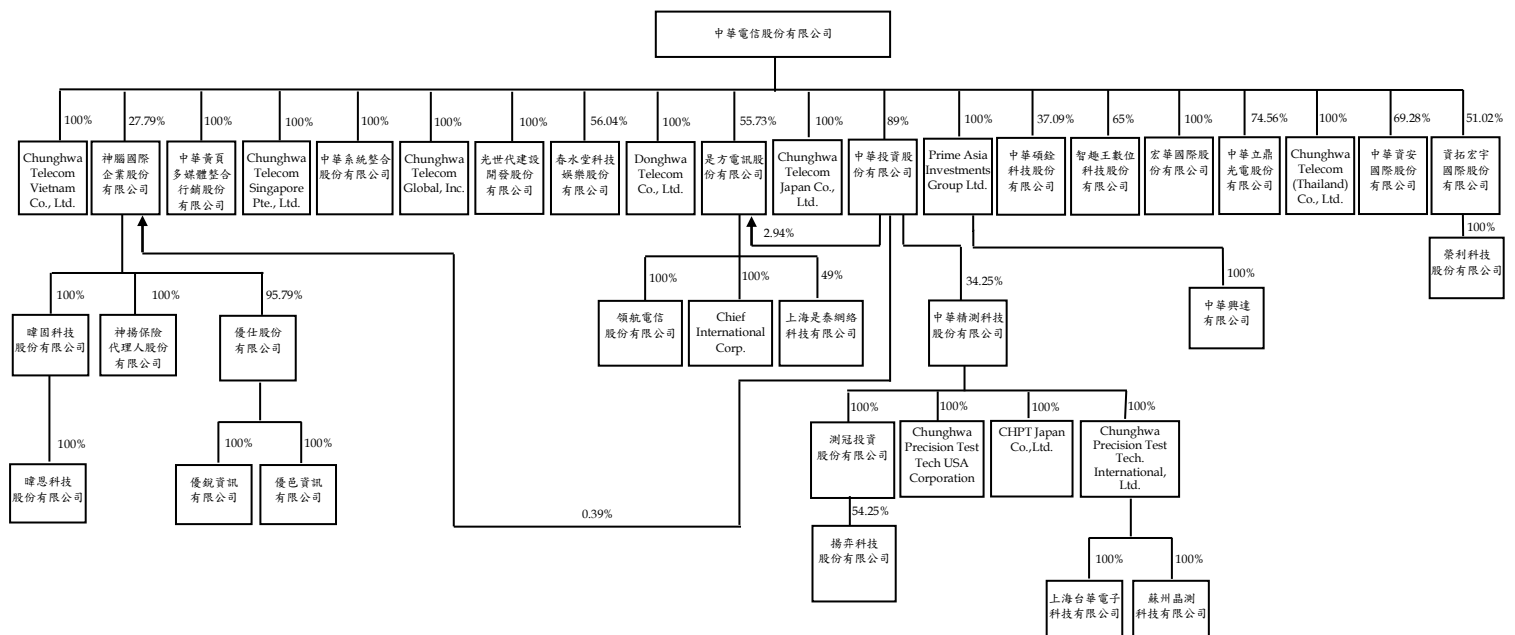 中華電信股份有限公司
100%
27.79%
100%
100%
100%
100%
100%
56.04%
100%
55.73%
100%
89%
100%
37.09%
65%
100%
74.56%
100%
69.28%
51.02%
Chunghwa
Telecom
Vietnam
Co., Ltd.
神腦國際
企業股份
有限公司
中華黃頁
多媒體整合
行銷股份
有限公司
Chunghwa
Telecom
Singapore
Pte., Ltd.
中華系統整合
股份有限公司
Chunghwa
Telecom
Global, Inc.
光世代建設
開發股份
有限公司
春水堂科技
娛樂股份
有限公司
Donghwa
Telecom
Co., Ltd.
是方電訊股
份有限公司
Chunghwa
Telecom
Japan Co.,
Ltd.
中華投資股
份有限公司
Prime Asia
Investments
Group Ltd.
中華碩銓
科技股份
有限公司
智趣王數位
科技股份
有限公司
宏華國際股
份有限公司
中華立鼎
光電股份
有限公司
Chunghwa
Telecom
(Thailand)
Co., Ltd.
中華資安
國際股份
有限公司
資拓宏宇
國際股份
有限公司
2.94%
100%
榮利科技
股份有限公司
100%
100%
95.79%
暐因科技
股份有限公司
神揚保險
代理人股份
有限公司
優仕股份
有限公司
100%
100%
49%
領航電信
股份有限公司
Chief
International
Corp.
上海是泰網絡
科技有限公司
34.25%
中華精測科技
股份有限公司
100%
中華興達
有限公司
100%
暐恩科技
股份有限公司
100%
100%
優銳資訊
有限公司
優邑資訊
有限公司
0.39%
100%
100%
100%
100%
測冠投資
股份有限公司
Chunghwa
Precision Test
Tech USA
Corporation
CHPT Japan
Co.,Ltd.
Chunghwa
Precision Test
Tech.
International,
Ltd.
54.25%
揚弈科技
股份有限公司
100%
100%
上海台華電子
科技有限公司
蘇州晶測
科技有限公司